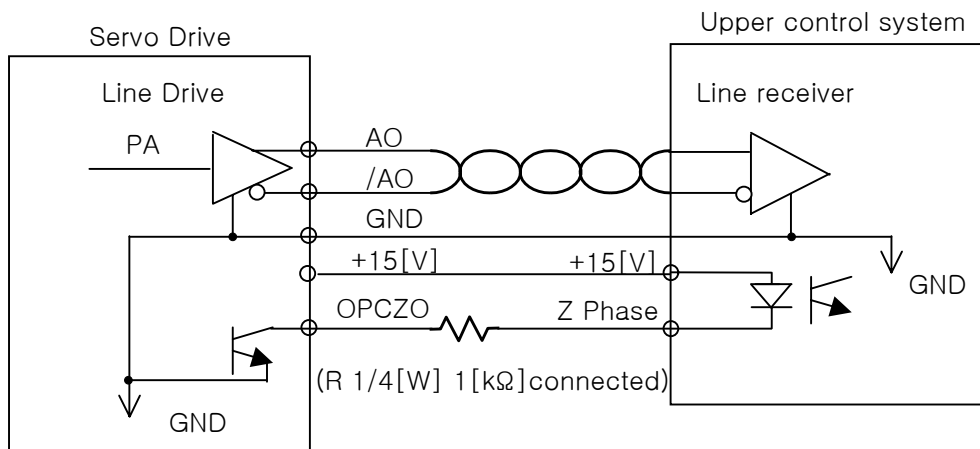 Upper control system
Servo Drive
Line Drive
Line receiver
PA
AO
/AO
GND
+15[V]
+15[V]
GND
OPCZO
Z Phase
(R 1/4[W] 1[kΩ]connected)
GND